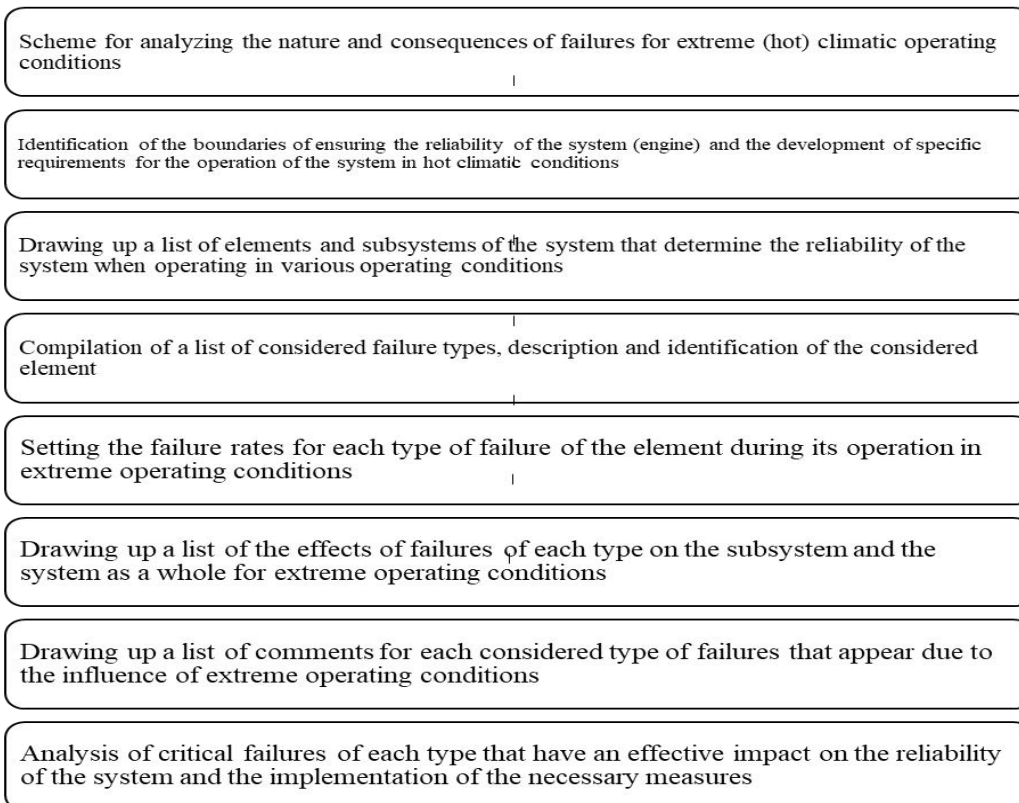 Scheme for analyzing the nature and consequences of failures for extreme (hot) climatic operating
conditions
Identification of the boundaries of ensuring the reliability of the system (engine) and the development of specific
requirements for the operation of the system in hot climatic conditions
Drawing up a list of elements and subsystems of the system that determine the reliability of the
system when operating in various operating conditions
Compilation of a list of considered failure types, description and identification of the considered
element
Setting the failure rates for each type of failure of the element during its operation in
extreme operating conditions
Drawing up a list of the effects of failures of each type on the subsystem and the
system as a whole for extreme operating conditions
Drawing up a list of comments for each considered type of failures that appear due to
the influence of extreme operating conditions
Analysis of critical failures of each type that have an effective impact on the reliability
of the system and the implementation of the necessary measures